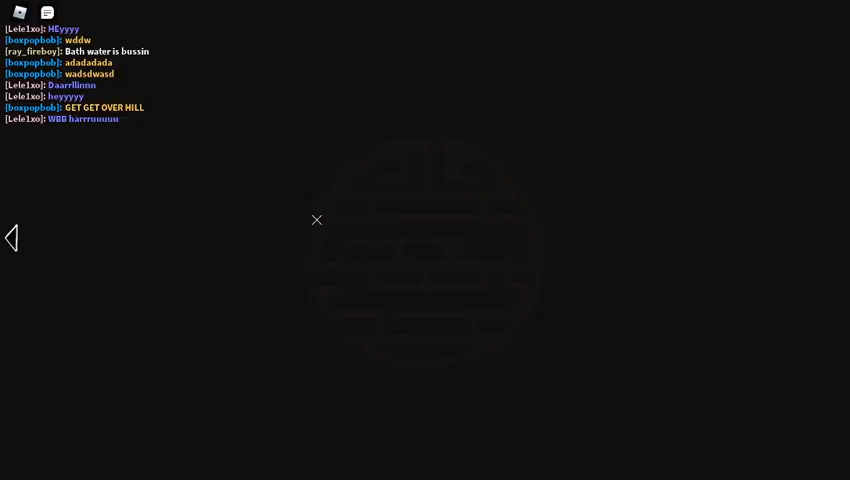 [Lele1xo]: HEyyyy
[boxpopbob]: wddw
[ray_fireboy]: Bath water is bussin
[boxpopbob]: adadadada
[boxpopbob]: wadsdwasd
[Lele1xo]: Daarrllinnn
[Lele1xo]: heyyyyy
[boxpopbob]: GET GET OVER HILL
[Lele1xo]: WBB harrruuuuu